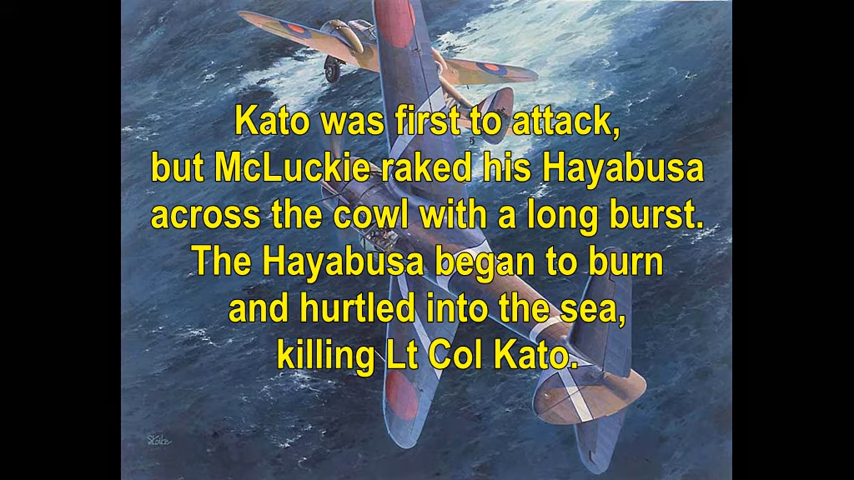 Kato was first to attack,
but McLuckie raked his Hayabusa
across the cowl with a long burst.
The Hayabusa began to burn
and hurtled into the sea,
killing Lt Col Kato.